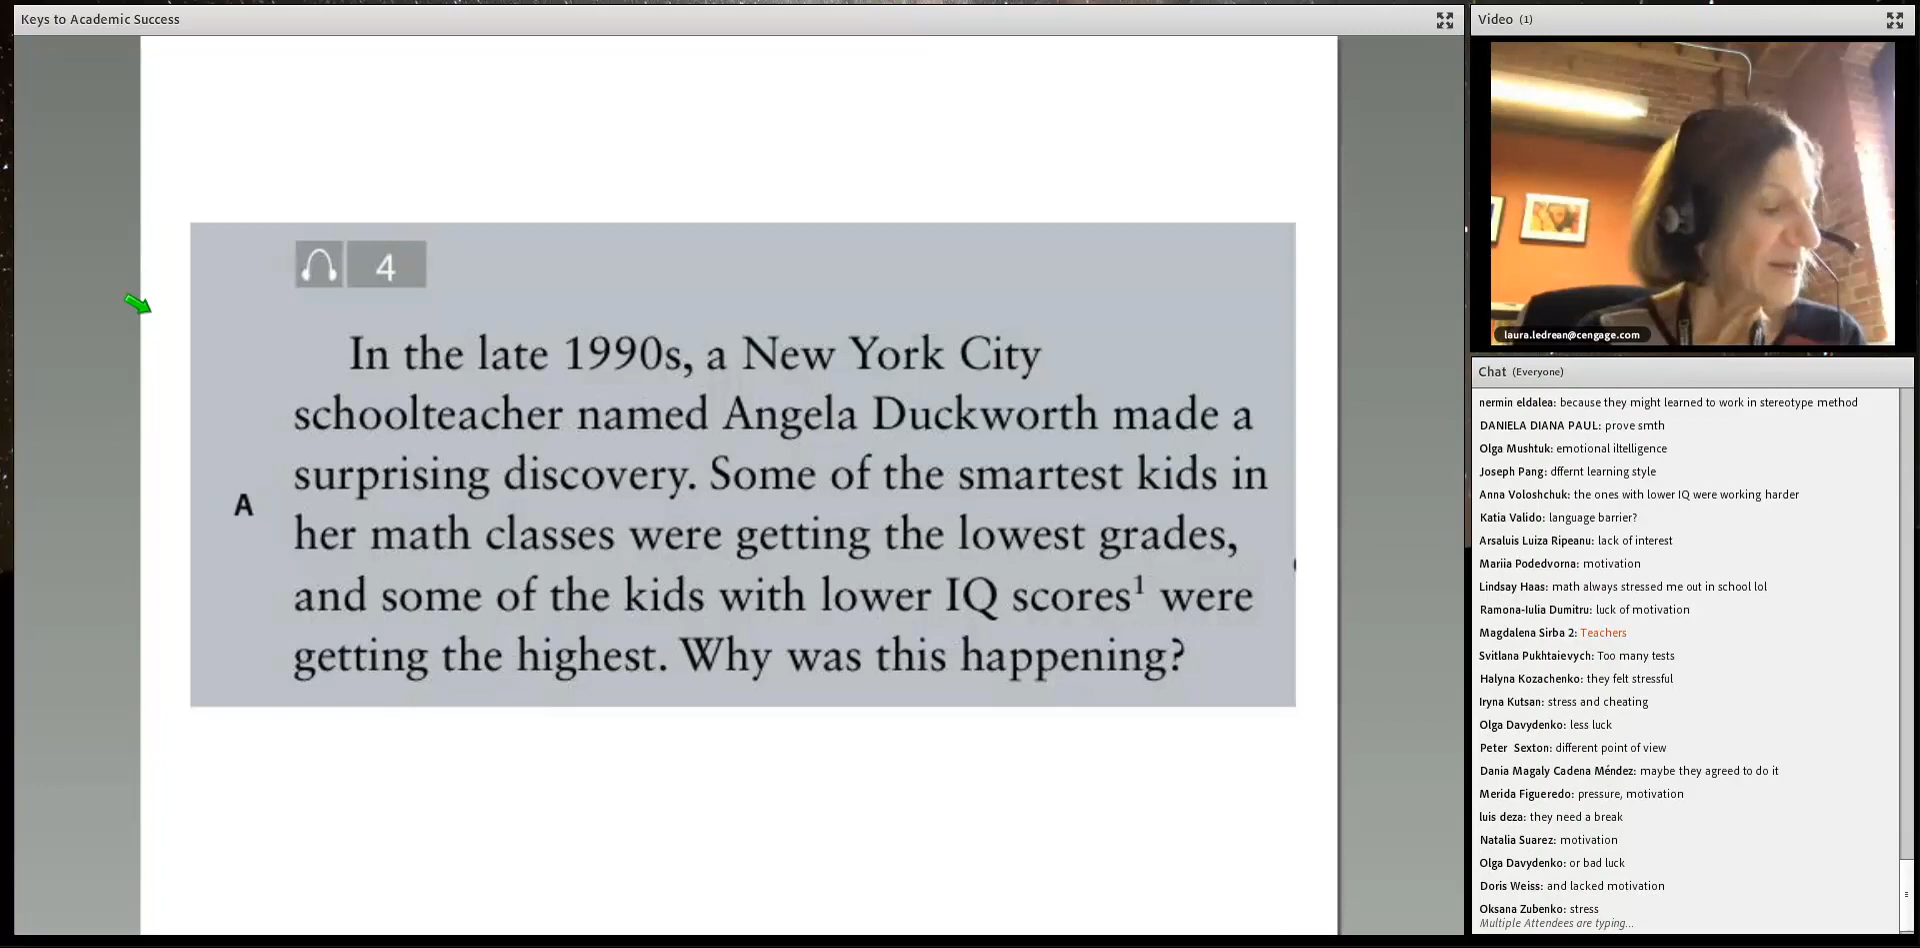 Keys to Academic Success
4
In the late 1990s, a New York City
schoolteacher named Angela Duckworth made a
surprising discovery. Some of the smartest kids in
A
her math classes were getting the lowest grades,
and some of the kids with lower IQ scores¹ were
getting the highest. Why was this happening?
Video (1)
laura.ledrean@cengage.com
Chat (Everyone)
nermin eldalea: because they might learned to work in stereotype method
DANIELA DIANA PAUL: prove smth
Olga Mushtuk: emotional iltelligence
Joseph Pang: dffernt learning style
Anna Voloshchuk: the ones with lower IQ were working harder
Katia Valido: language barrier?
Arsaluis Luiza Ripeanu: lack of interest
Mariia Podedvorna: motivation
Lindsay Haas: math always stressed me out in school lol
Ramona-Iulia Dumitru: luck of motivation
Magdalena Sirba 2: Teachers
Svitlana Pukhtaievych: Too many tests
Halyna Kozachenko: they felt stressful
Iryna Kutsan: stress and cheating
Olga Davydenko: less luck
Peter Sexton: different point of view
Dania Magaly Cadena Méndez: maybe they agreed to do it
Merida Figueredo: pressure, motivation
luis deza: they need a break
Natalia Suarez: motivation
Olga Davydenko: or bad luck
Doris Weiss: and lacked motivation
Oksana Zubenko: stress
Multiple Attendees are typing...